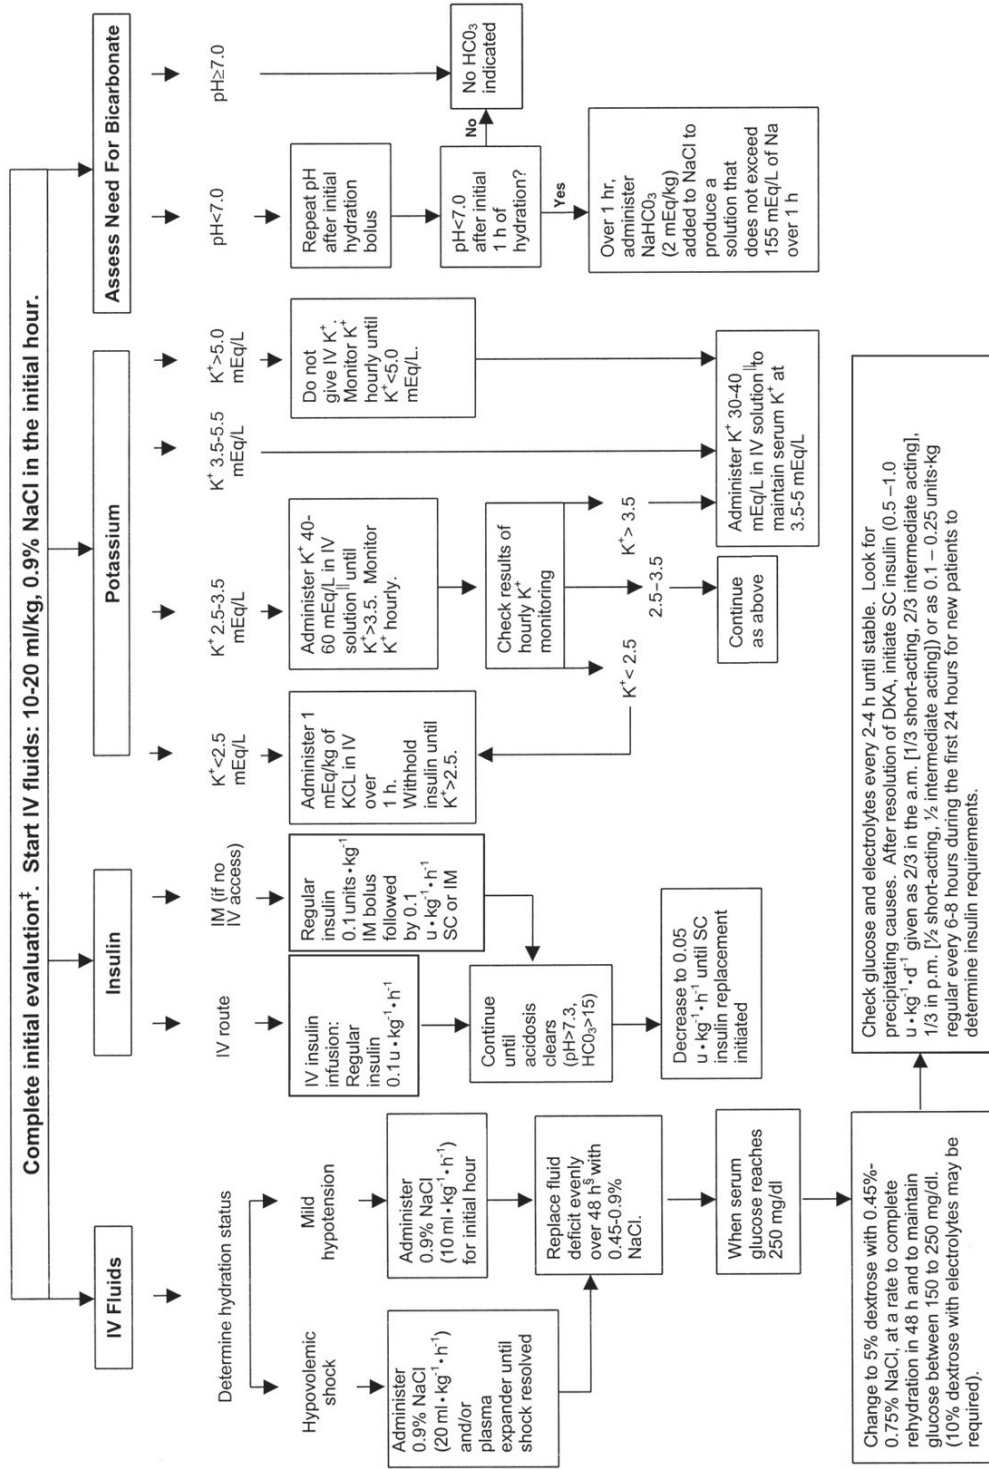 Complete initial evaluation‡. Start IV fluids: 10-20 ml/kg, 0.9% NaCl in the initial hour.
IV Fluids
Determine hydration status
Hypovolemic
shock
Administer
0.9% NaCl
(20 ml•kg⁻¹•h⁻¹)
and/or
plasma
expander until
shock resolved
Mild
hypotension
Administer
0.9% NaCl
(10 ml•kg⁻¹•h⁻¹)
for initial hour
Replace fluid
deficit evenly
over 48 h§ with
0.45-0.9%
NaCl.
When serum
glucose reaches
250 mg/dl
Change to 5% dextrose with 0.45%-
0.75% NaCl, at a rate to complete
rehydration in 48 h and to maintain
glucose between 150 to 250 mg/dl.
(10% dextrose with electrolytes may be
required).
Insulin
IV route
IV insulin
infusion:
Regular
insulin
0.1u•kg⁻¹•h⁻¹
IM (if no
IV access)
Regular
insulin
0.1units•kg⁻¹
IM bolus
followed
by 0.1
u•kg⁻¹•h⁻¹
SC or IM
Continue
until
acidosis
clears
(pH>7.3,
HCO₃>15)
Decrease to 0.05
u•kg⁻¹•h⁻¹ until SC
insulin replacement
initiated
Potassium
K⁺<2.5
mEq/L
Administer 1
mEq/kg of
KCL in IV
over
1 h.
Withhold
insulin until
K⁺>2.5.
K⁺ 2.5-3.5
mEq/L
Administer K⁺ 40-
60 mEq/L in IV
solution|| until
K⁺>3.5. Monitor
K⁺ hourly.
Check results of
hourly K⁺
monitoring
K⁺< 2.5
2.5–3.5
K⁺> 3.5
Continue
as above
K⁺ 3.5-5.5
mEq/L
K⁺>5.0
mEq/L
Do not
give IV K⁺.
Monitor K⁺
hourly until
K⁺<5.0
mEq/L.
Administer K⁺ 30-40
mEq/L in IV solution|| to
maintain serum K⁺ at
3.5-5 mEq/L
Assess Need For Bicarbonate
pH<7.0
Repeat pH
after initial
hydration
bolus
pH<7.0
after initial
1 h of
hydration?
No
Yes
Over 1 hr,
administer
NaHCO₃
(2 mEq/kg)
added to NaCl to
produce a
solution that
does not exceed
155 mEq/L of Na
over 1 h
pH≥7.0
No HC0₃
indicated
Check glucose and electrolytes every 2-4 h until stable. Look for
precipitating causes. After resolution of DKA, initiate SC insulin (0.5 –1.0
u•kg⁻¹•d⁻¹ given as 2/3 in the a.m. [1/3 short-acting, 2/3 intermediate acting],
1/3 in p.m. [½ short-acting, ½ intermediate acting]) or as 0.1 – 0.25 units·kg
regular every 6-8 hours during the first 24 hours for new patients to
determine insulin requirements.